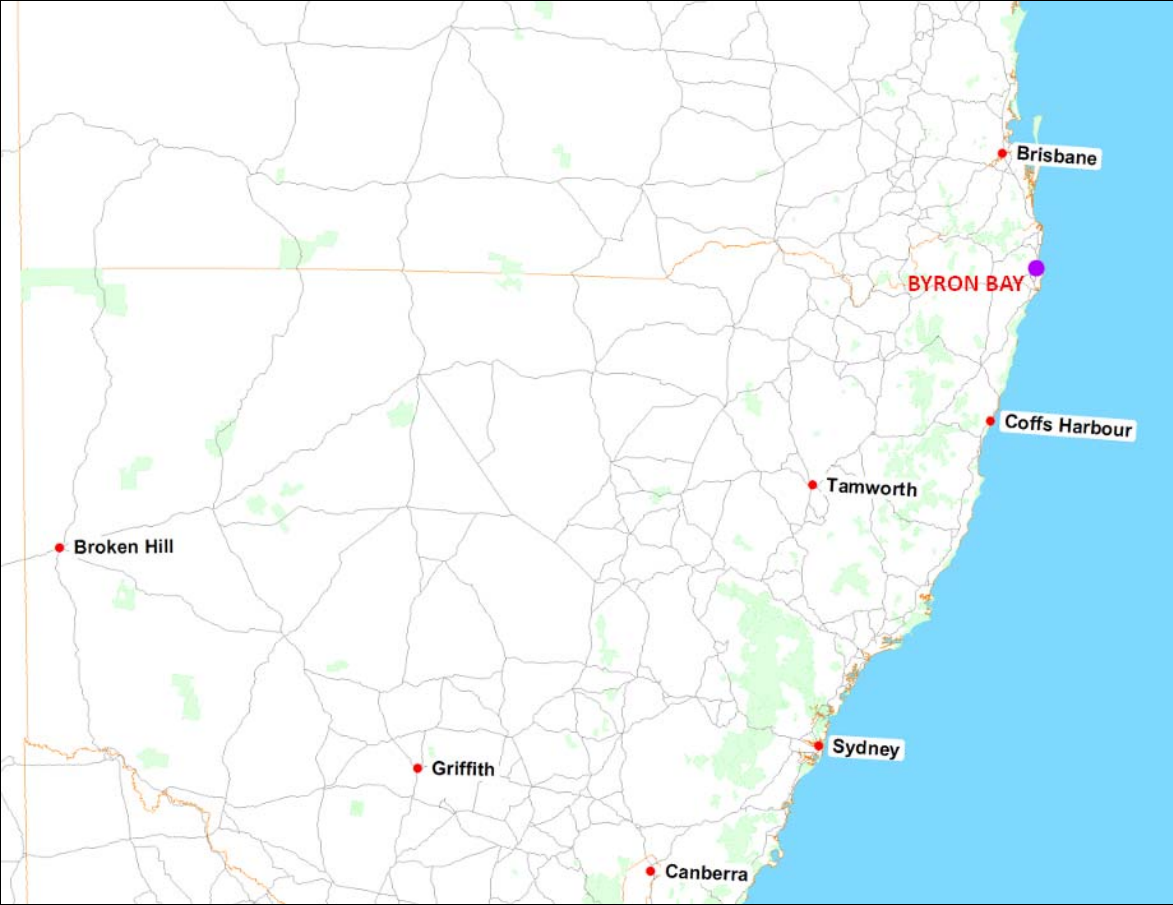 Brisbane
BYRON BAY
Coffs Harbour
Tamworth
Broken Hill
Sydney
Griffith
Canberra